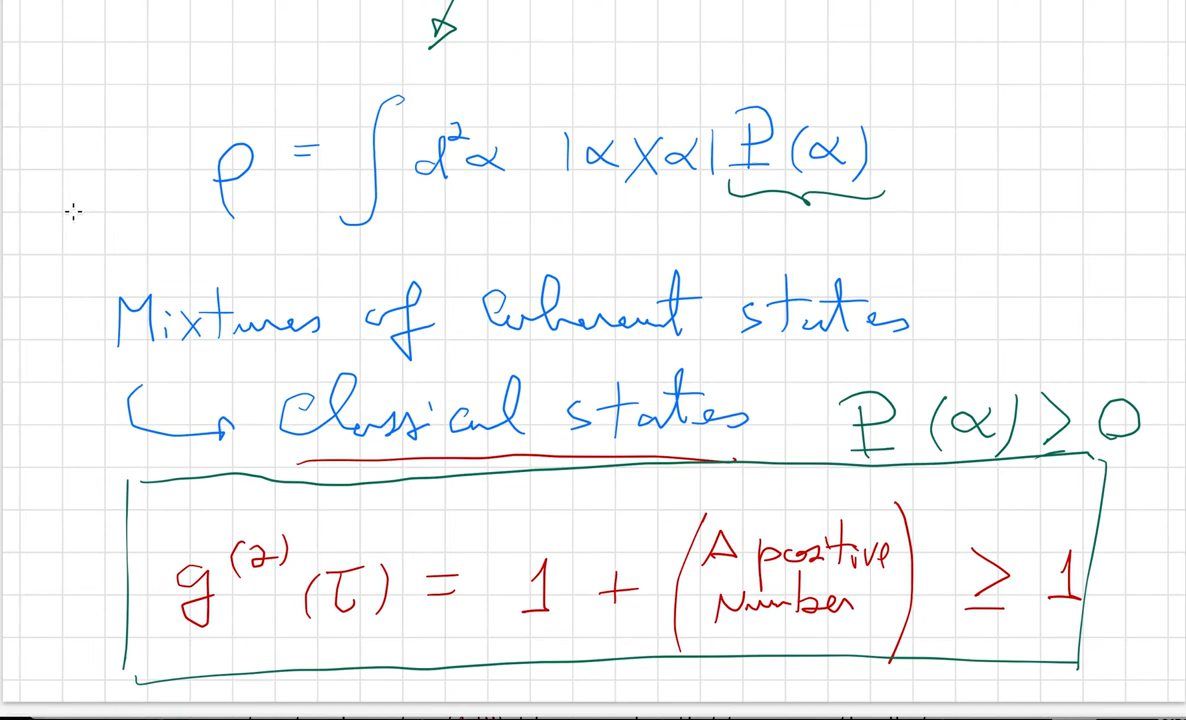 ρ = ∫ d²α |α⟩⟨α| P(α)
Mixtures of Coherent states
↳ Classical states P(α) ≥ 0
g⁽²⁾(τ) = 1 + (A positive Number) ≥ 1